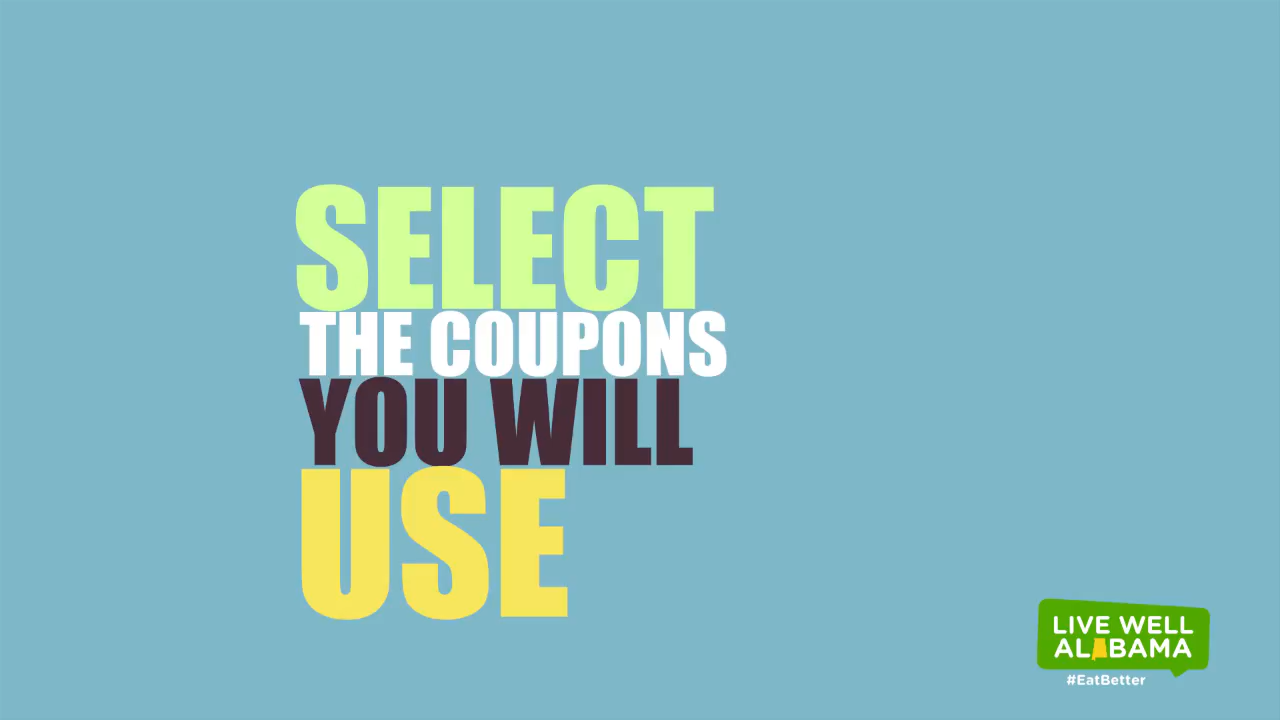 SELECT
THE COUPONS
YOU WILL
USE
LIVE WELL
ALABAMA
#EatBetter